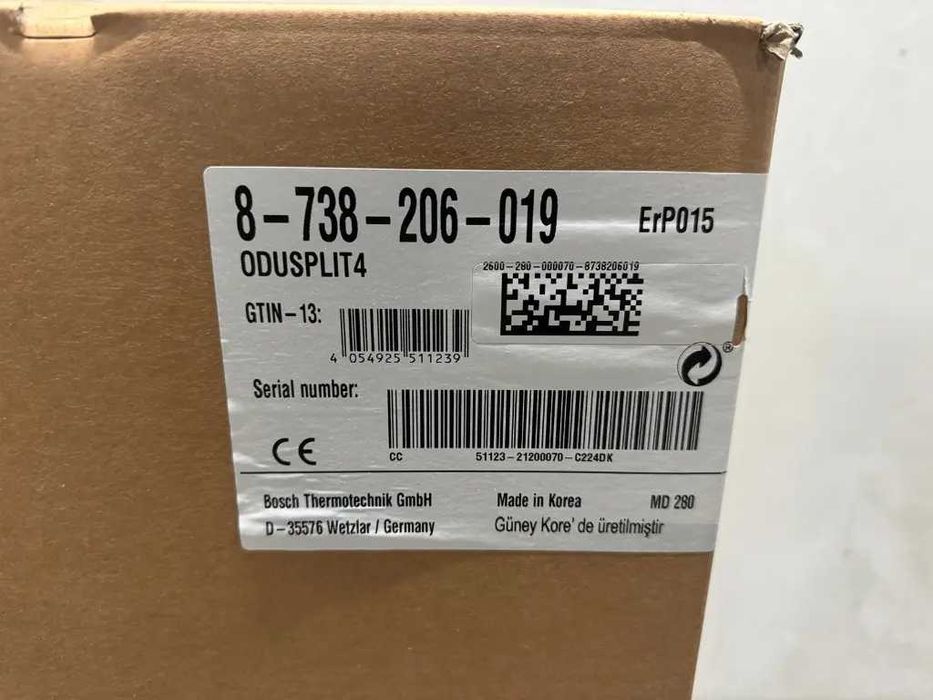 8-738-206-019
ErP015
ODUSPLIT4
2600-280-000070-8738206019
GTIN-13:
4 054925 511239
®
Serial number:
CE
CC 51123-21200070-C224DK
Bosch Thermotechnik GmbH
Made in Korea
MD 280
D-35576 Wetzlar / Germany
Güney Kore' de üretilmiştir